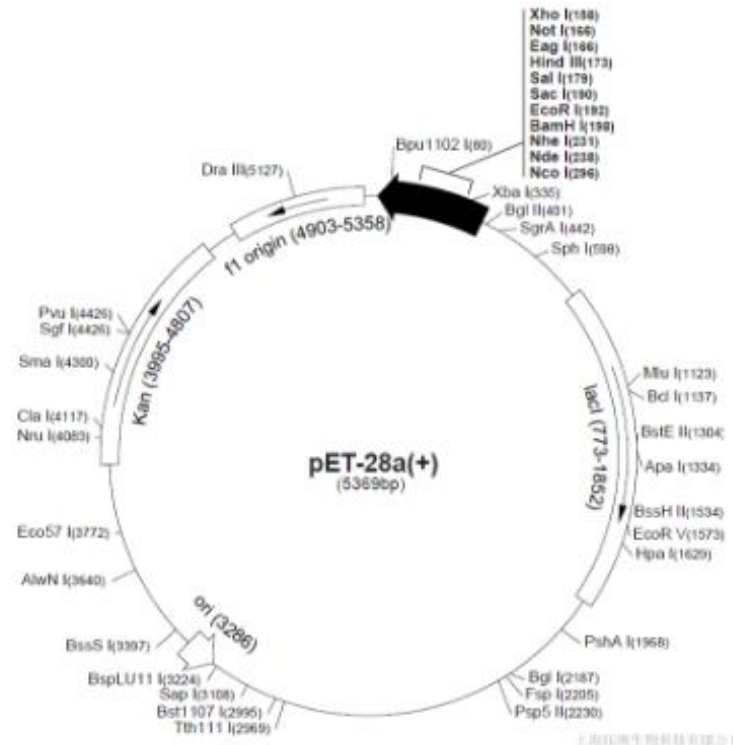 Xho I(158)
Not I(166)
Eag I(166)
Hind III(173)
Sal I(179)
Sac I(190)
EcoR I(192)
BamH I(198)
Nhe I(231)
Nde I(238)
Nco I(296)
Bpu1102 I(80)
Dra III(5127)
Xba I(335)
Bgl II(401)
SgrA I(442)
Sph I(598)
f1 origin (4903-5358)
Pvu I(4426)
Sgf I(4426)
Sma I(4300)
Kan (3995-4807)
Cla I(4117)
Nru I(4083)
Mlu I(1123)
Bcl I(1137)
BstE II(1304)
Apa I(1334)
lacI (773-1852)
BssH II(1534)
EcoR V(1573)
Hpa I(1629)
pET-28a(+)
(5369bp)
Eco57 I(3772)
AlwN I(3640)
ori (3286)
BssS I(3397)
PshA I(1968)
BspLU11 I(3224)
Sap I(3108)
Bst1107 I(2995)
Tth111 I(2969)
Bgl I(2187)
Fsp I(2205)
Psp5 II(2230)